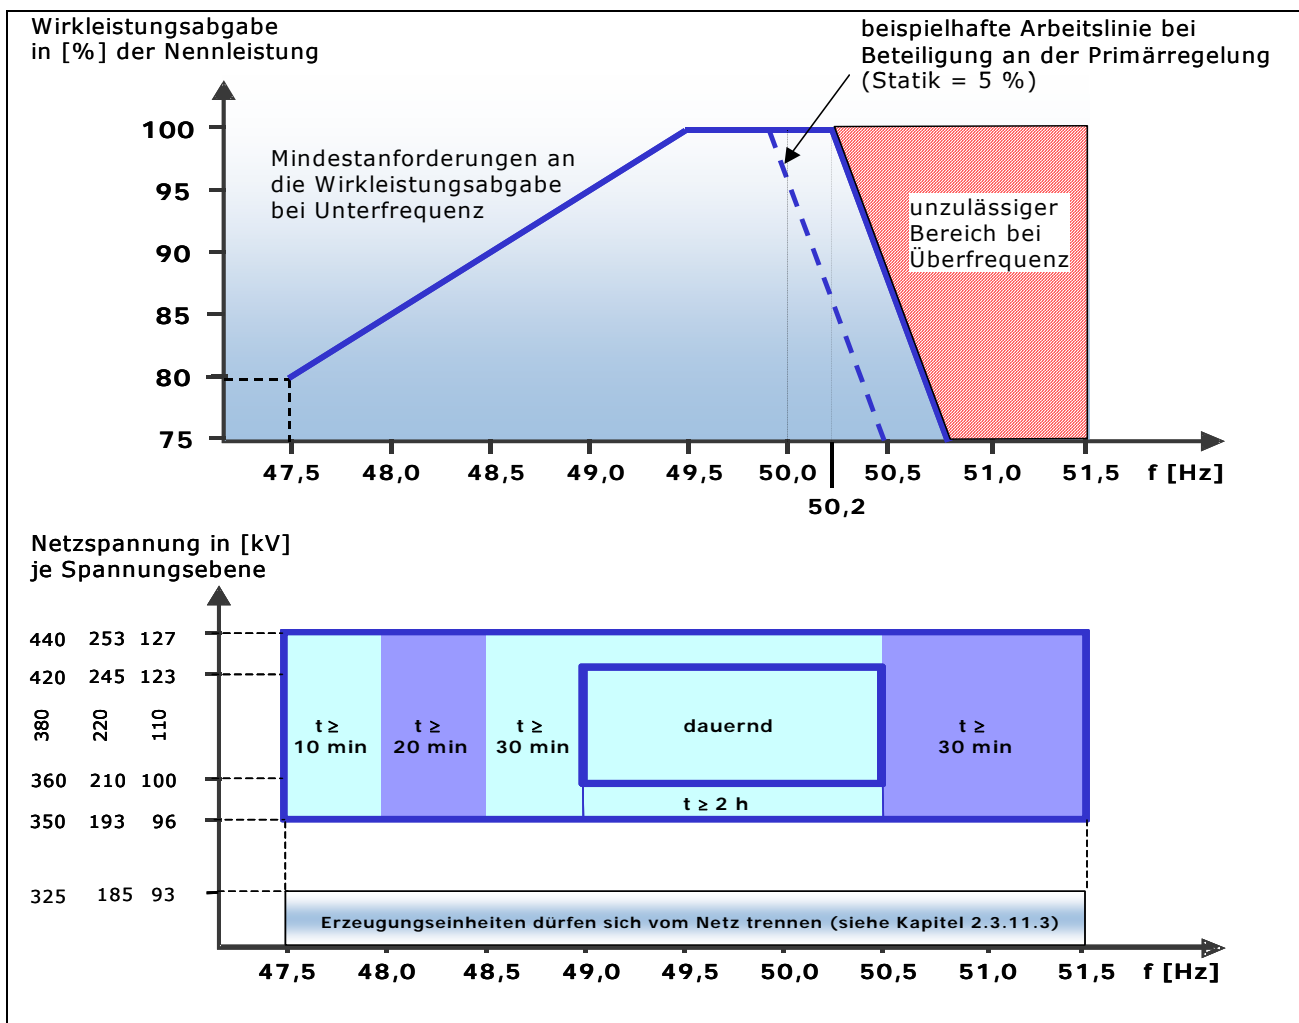 Wirkleistungsabgabe
in [%] der Nennleistung
beispielhafte Arbeitslinie bei
Beteiligung an der Primärregelung
(Statik = 5 %)
100
95
90
85
80
75
Mindestanforderungen an
die Wirkleistungsabgabe
bei Unterfrequenz
unzulässiger
Bereich bei
Überfrequenz
47,5 48,0 48,5 49,0 49,5 50,0 50,5 51,0 51,5 f [Hz]
50,2
Netzspannung in [kV]
je Spannungsebene
440 253 127
420 245 123
380 220 110
360 210 100
350 193 96
325 185 93
t ≥
10 min
t ≥
20 min
t ≥
30 min
dauernd
t ≥
30 min
t ≥ 2 h
Erzeugungseinheiten dürfen sich vom Netz trennen (siehe Kapitel 2.3.11.3)
47,5 48,0 48,5 49,0 49,5 50,0 50,5 51,0 51,5 f [Hz]